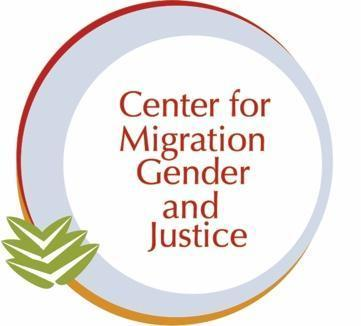 Center for
Migration
Gender
and
Justice